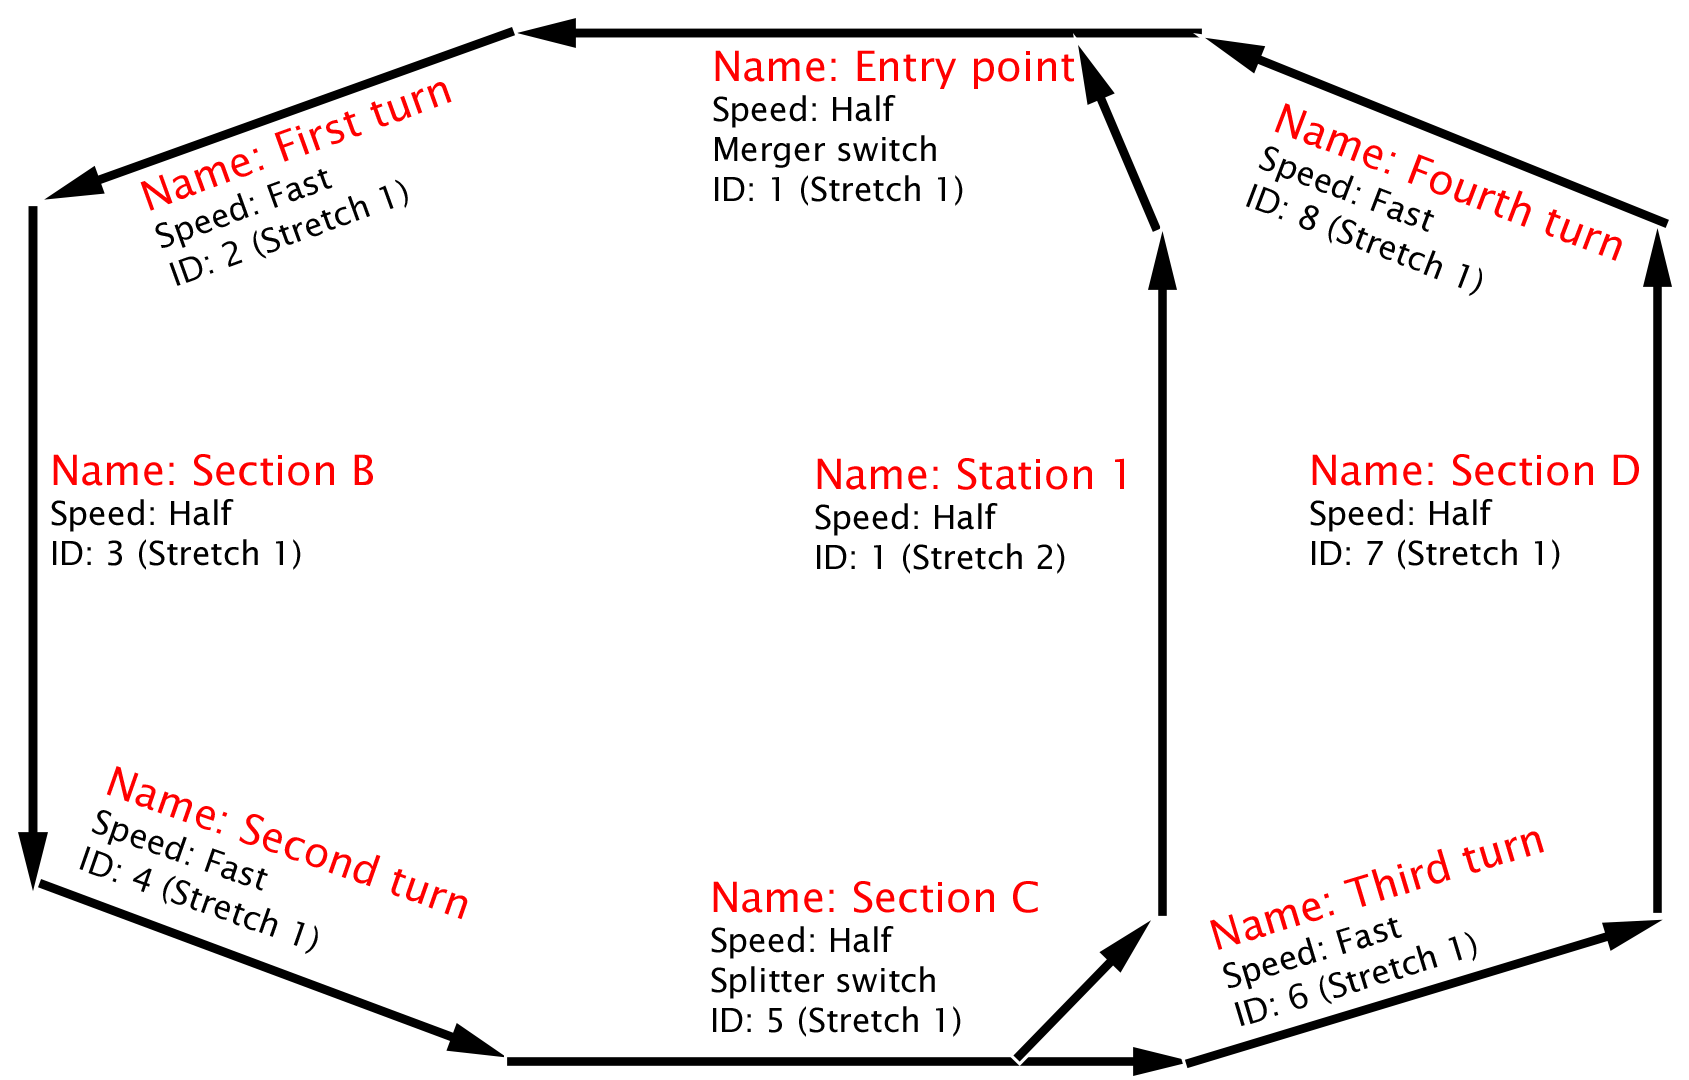 Name: Entry point
Speed: Half
Merger switch
ID: 1 (Stretch 1)
Name: First turn
Speed: Fast
ID: 2 (Stretch 1)
Name: Fourth turn
Speed: Fast
ID: 8 (Stretch 1)
Name: Section B
Speed: Half
ID: 3 (Stretch 1)
Name: Station 1
Speed: Half
ID: 1 (Stretch 2)
Name: Section D
Speed: Half
ID: 7 (Stretch 1)
Name: Second turn
Speed: Fast
ID: 4 (Stretch 1)
Name: Section C
Speed: Half
Splitter switch
ID: 5 (Stretch 1)
Name: Third turn
Speed: Fast
ID: 6 (Stretch 1)